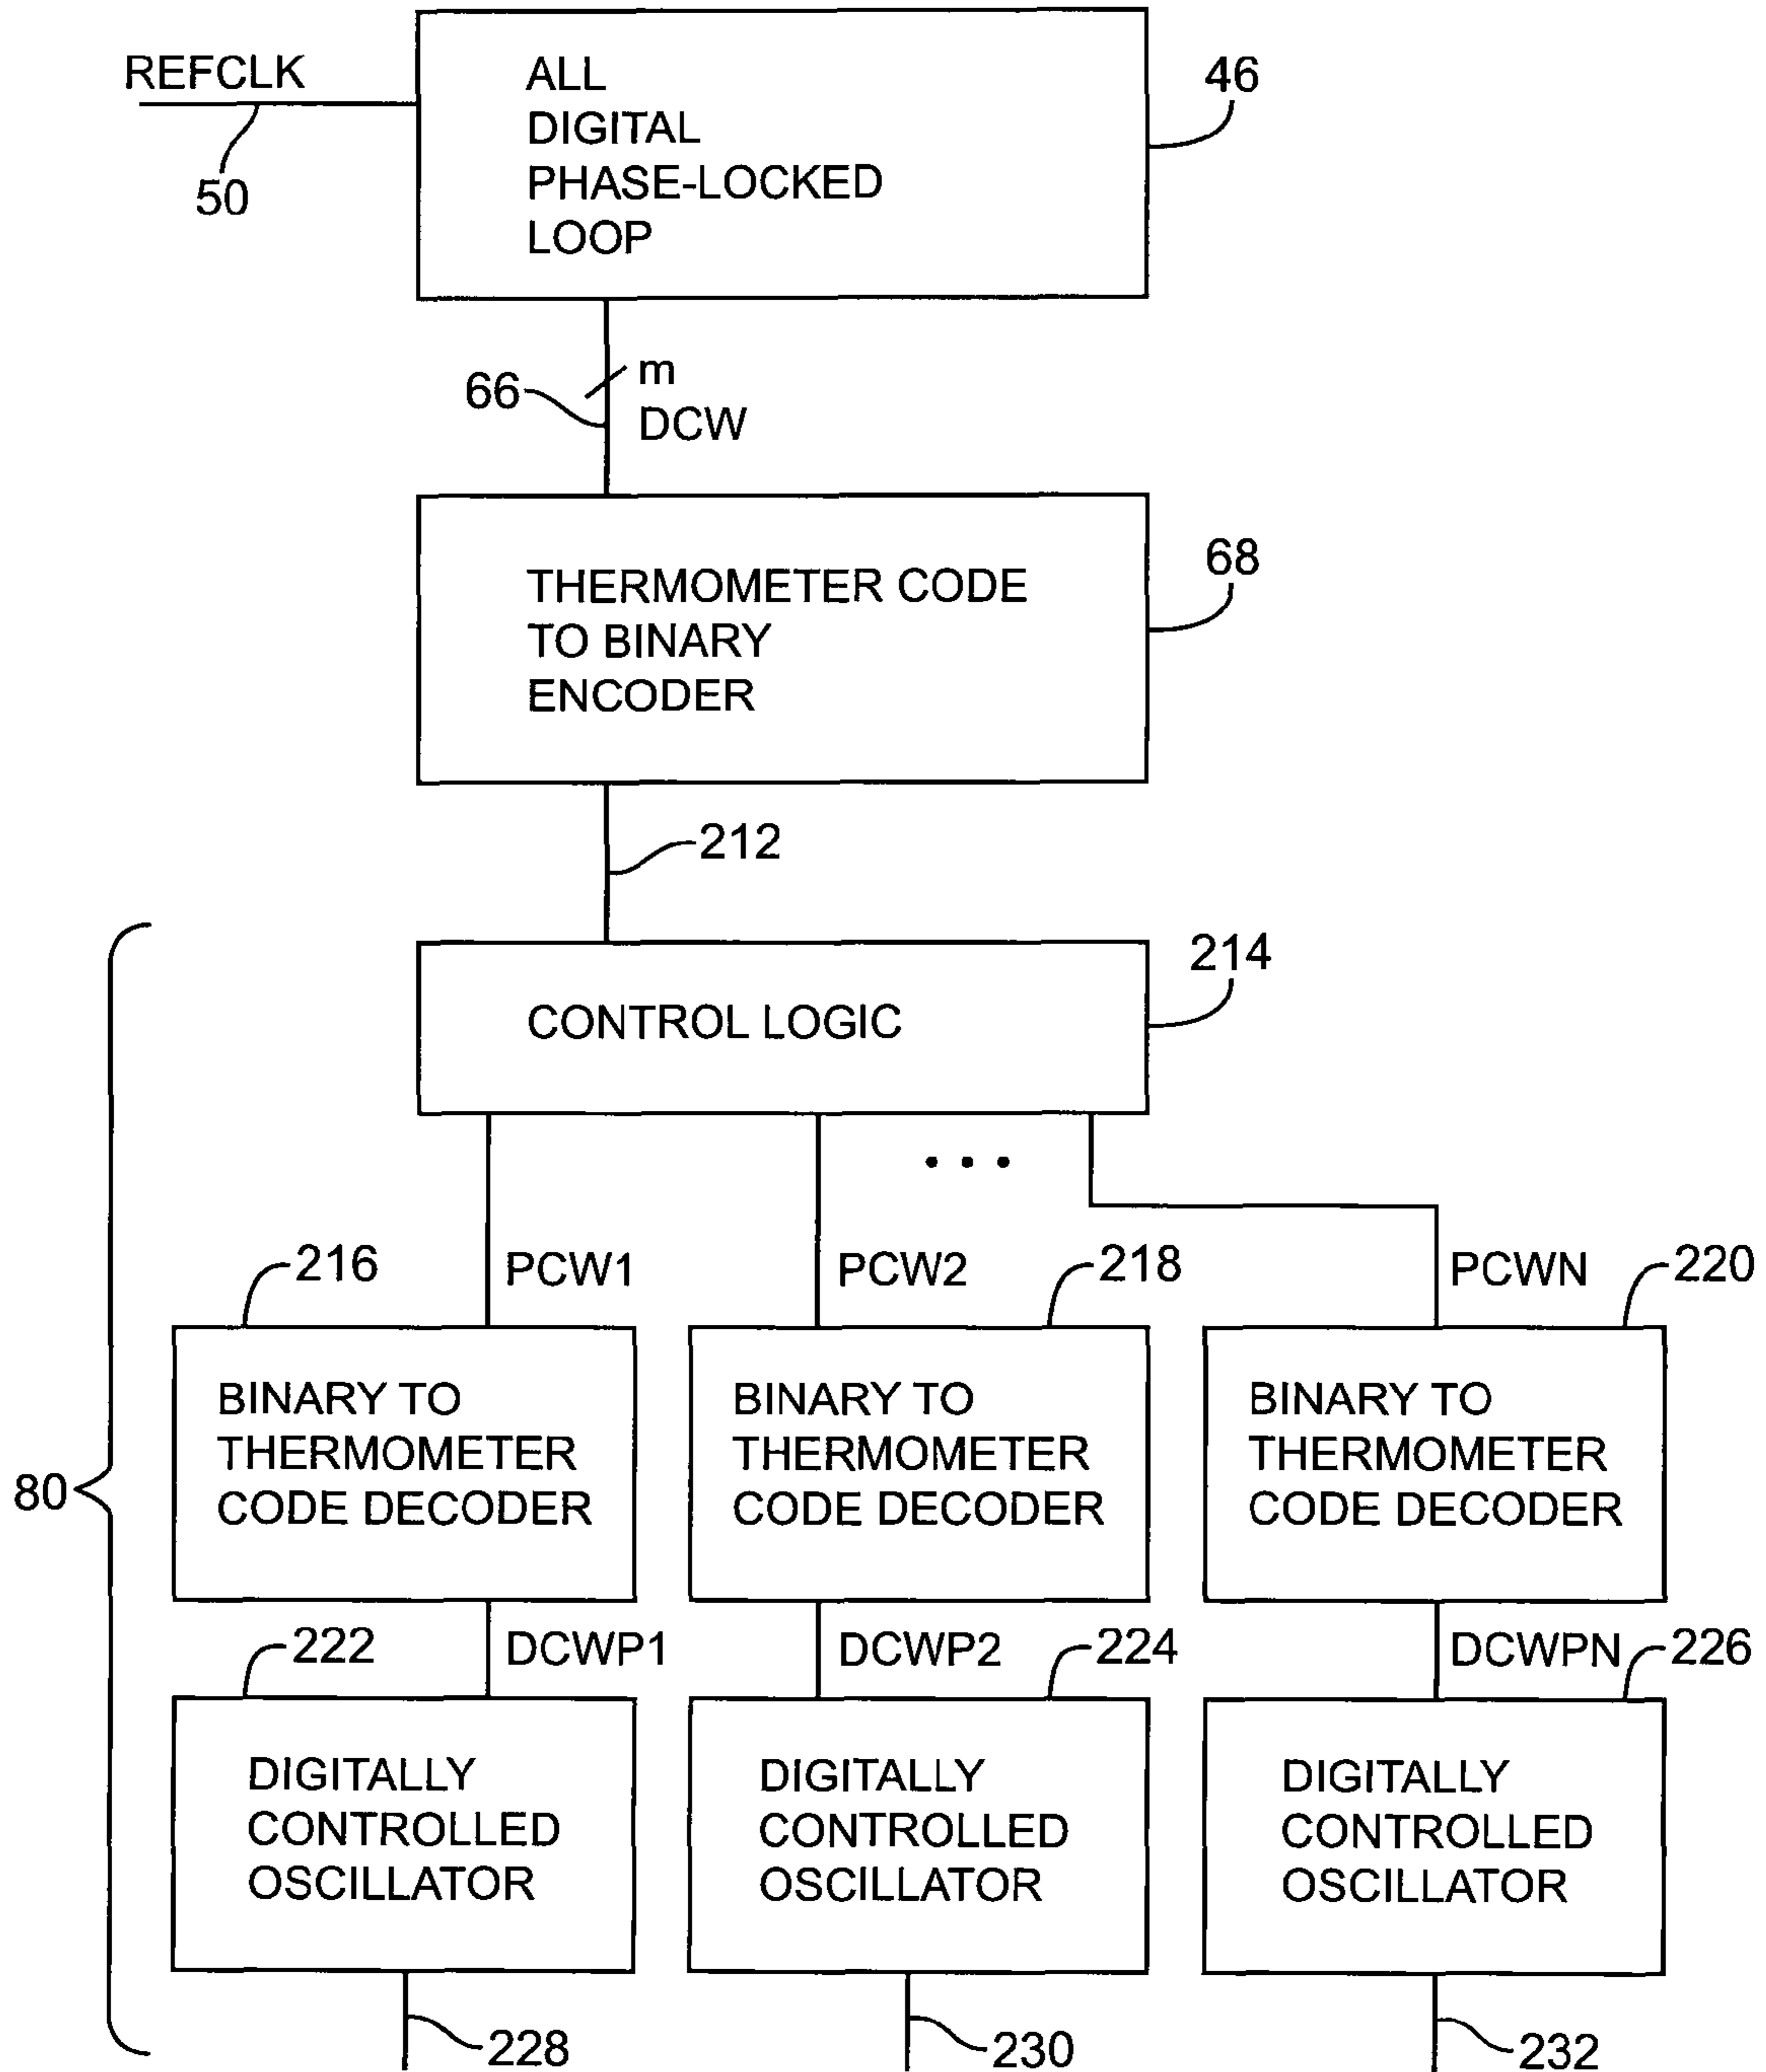 REFCLK
50
ALL
DIGITAL
PHASE-LOCKED
LOOP
46
66
m
DCW
THERMOMETER CODE
TO BINARY
ENCODER
68
212
CONTROL LOGIC
214
. . .
216
PCW1
PCW2
218
PCWN
220
BINARY TO
THERMOMETER
CODE DECODER
BINARY TO
THERMOMETER
CODE DECODER
BINARY TO
THERMOMETER
CODE DECODER
80
222
DCWP1
DCWP2
224
DCWPN
226
DIGITALLY
CONTROLLED
OSCILLATOR
DIGITALLY
CONTROLLED
OSCILLATOR
DIGITALLY
CONTROLLED
OSCILLATOR
228
230
232